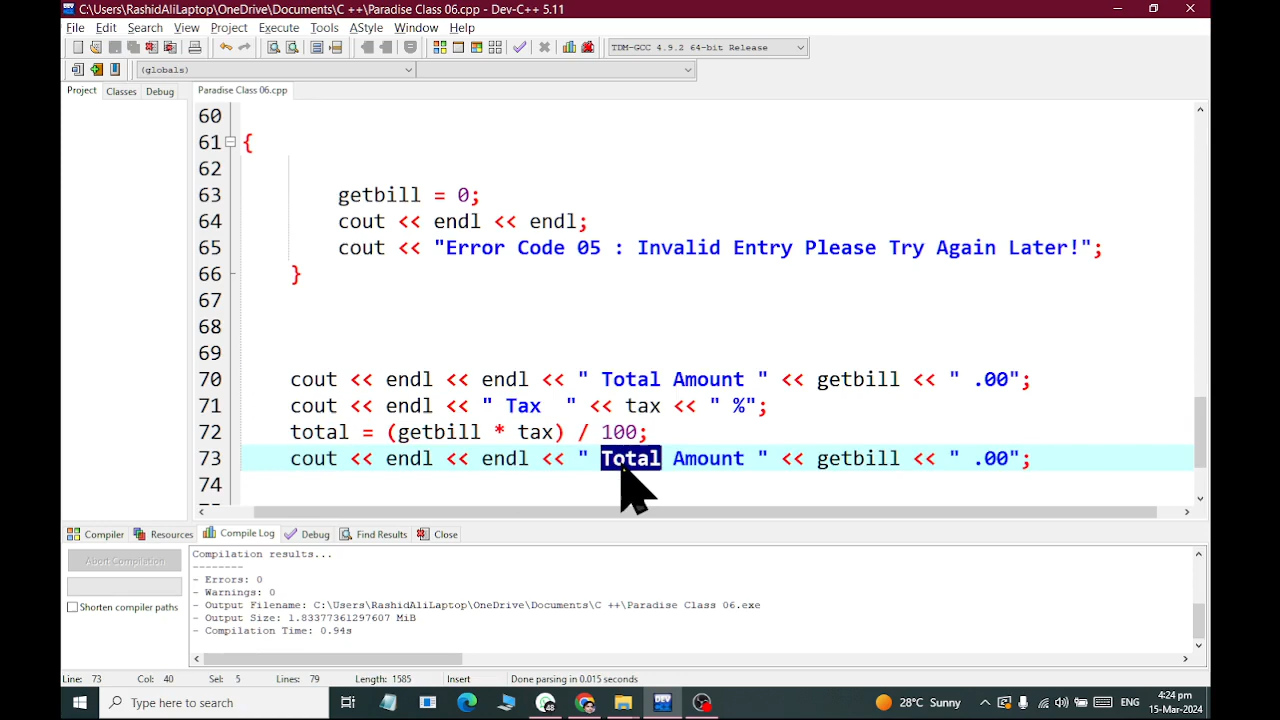 C:\Users\RashidAliLaptop\OneDrive\Documents\C ++\Paradise Class 06.cpp - Dev-C++ 5.11
File Edit Search View Project Execute Tools AStyle Window Help
TDM-GCC 4.9.2 64-bit Release
(globals)
Project Classes Debug Paradise Class 06.cpp
60
61 {
62
63 getbill = 0;
64 cout << endl << endl;
65 cout << "Error Code 05 : Invalid Entry Please Try Again Later!";
66 }
67
68
69
70 cout << endl << endl << " Total Amount " << getbill << " .00";
71 cout << endl << " Tax  " << tax << " %";
72 total = (getbill * tax) / 100;
73 cout << endl << endl << " Total Amount " << getbill << " .00";
74
Compiler Resources Compile Log Debug Find Results Close
Abort Compilation
Shorten compiler paths
Compilation results...
--------
- Errors: 0
- Warnings: 0
- Output Filename: C:\Users\RashidAliLaptop\OneDrive\Documents\C ++\Paradise Class 06.exe
- Output Size: 1.83377361297607 MiB
- Compilation Time: 0.94s
Line: 73 Col: 40 Sel: 5 Lines: 79 Length: 1585 Insert Done parsing in 0.015 seconds
Type here to search
DEV
48
28°C Sunny
ENG
4:24 pm
15-Mar-2024